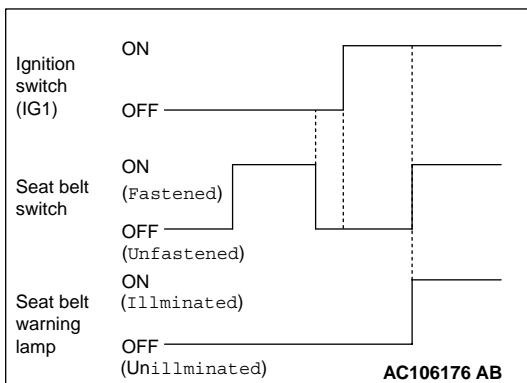 ON
Ignition
switch
(IG1)
OFF
ON
Seat belt
switch
(Fastened)
OFF
(Unfastened)
ON
Seat belt
warning
lamp
(Illminated)
OFF
(Unillminated)
AC106176 AB